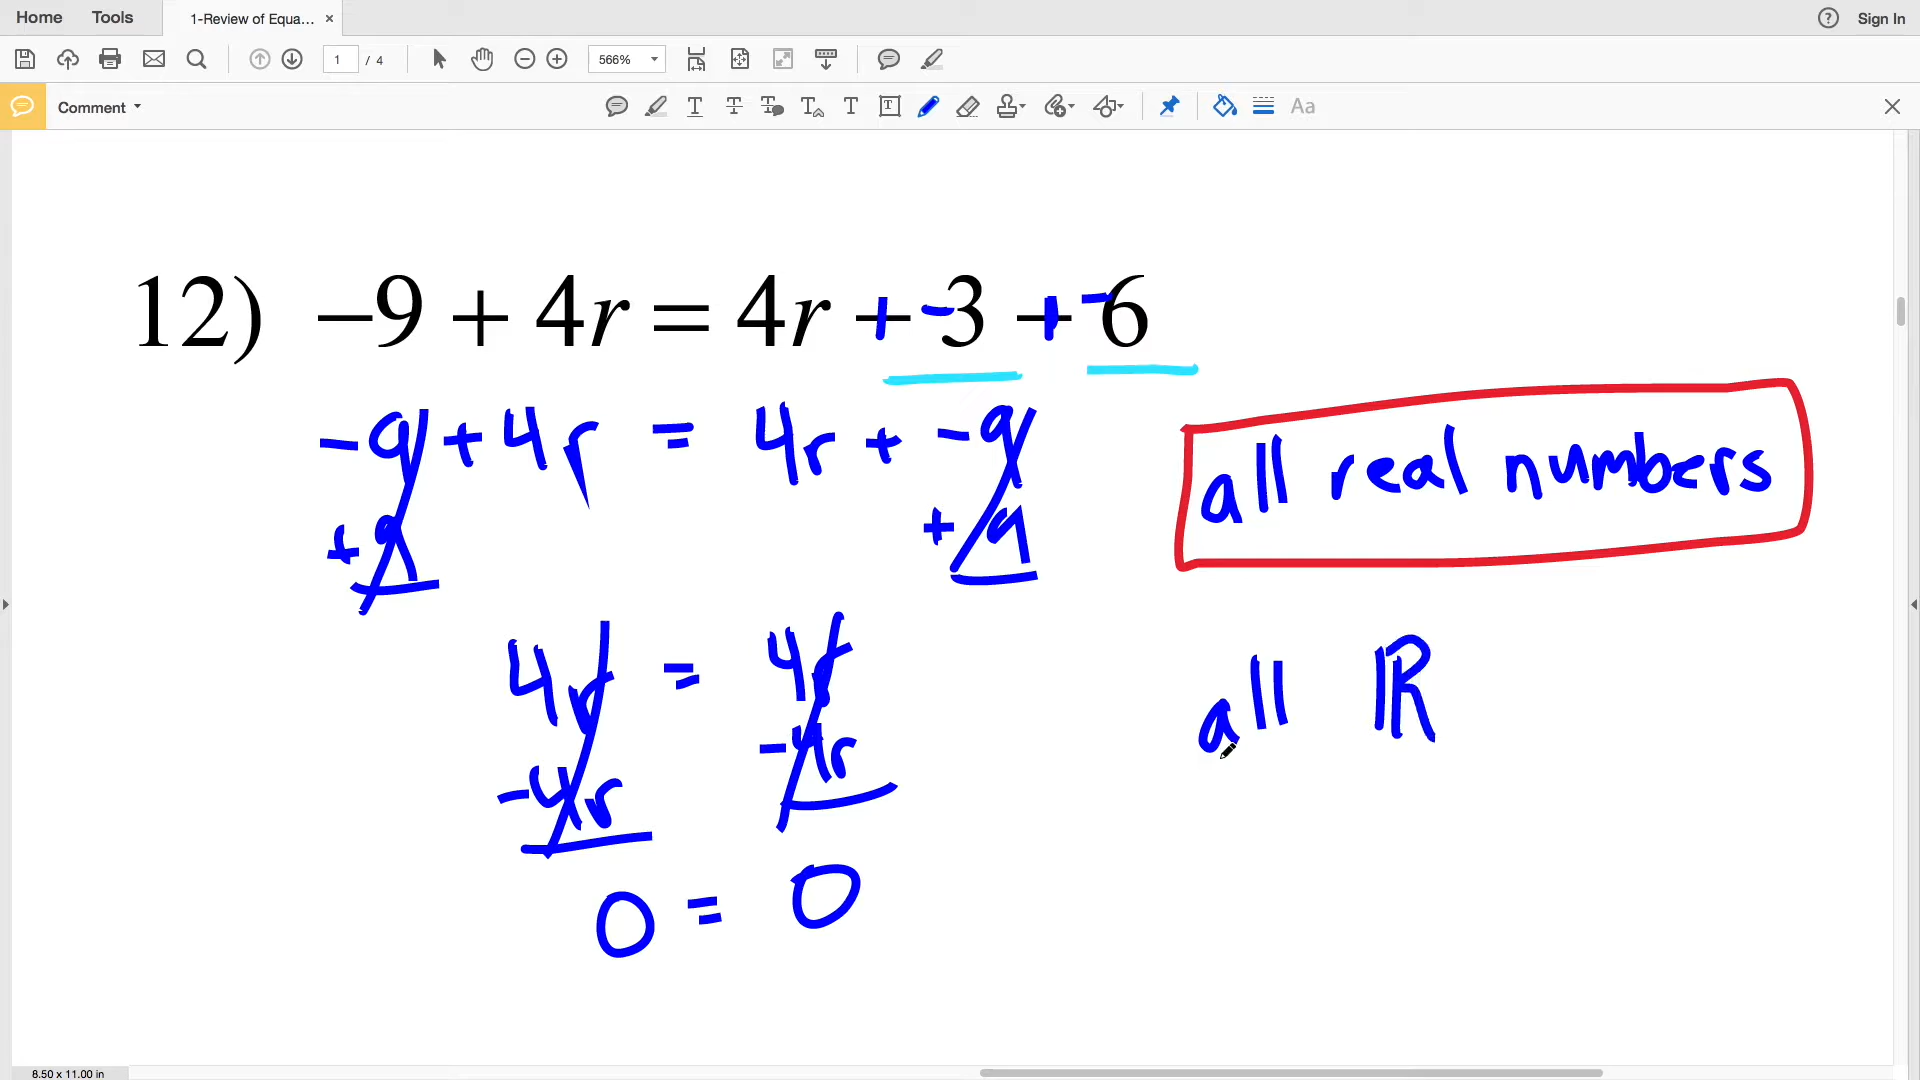 Home Tools 1-Review of Equa... × ? Sign In
1 / 4 566%
Comment T T T T T T Aa
12) −9 + 4r = 4r + -3 + -6
-9 + 4r = 4r + -9
+9 +9
all real numbers
4r = 4r
-4r -4r
all ℝ
0 = 0
8.50 x 11.00 in